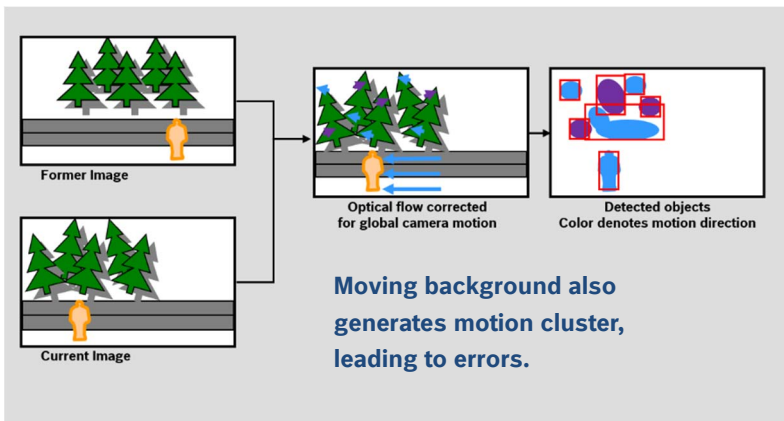 Former Image
Optical flow corrected
for global camera motion
Detected objects
Color denotes motion direction
Moving background also
generates motion cluster,
leading to errors.
Current Image